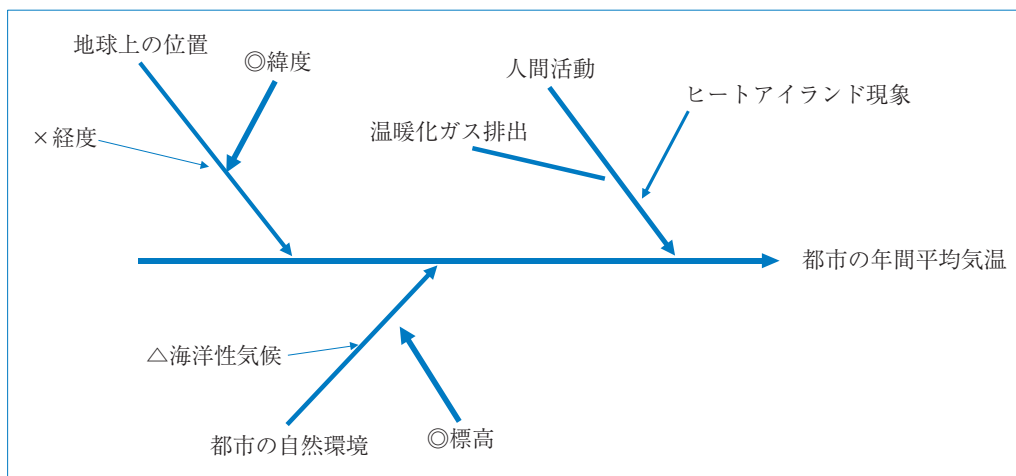 地球上の位置
◎緯度
×経度
人間活動
ヒートアイランド現象
温暖化ガス排出
都市の年間平均気温
△海洋性気候
都市の自然環境
◎標高